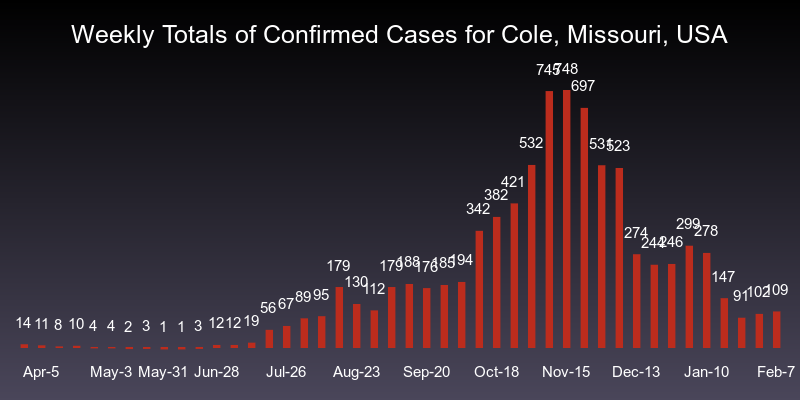 Weekly Totals of Confirmed Cases for Cole, Missouri, USA
14 11 8 10 4 4 2 3 1 1 3 12 12 19 56 67 89 95 179 130 112 179 188 176 185 194 342 382 421 532 745 748 697 531 523 274 244 246 299 278 147 91 102 109
Apr-5 May-3 May-31 Jun-28 Jul-26 Aug-23 Sep-20 Oct-18 Nov-15 Dec-13 Jan-10 Feb-7